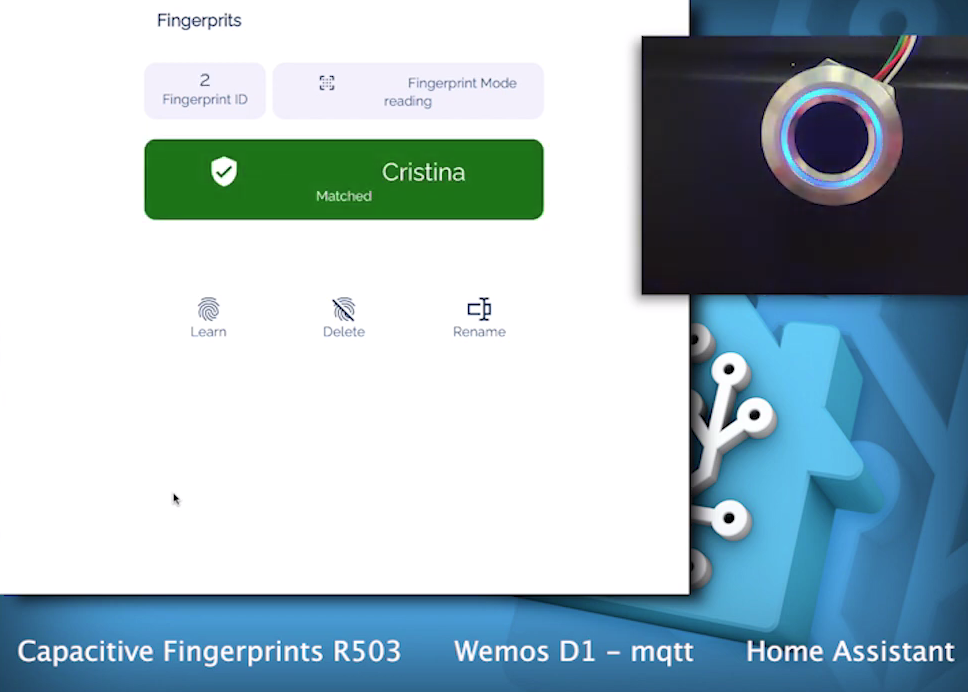 Fingerprits
2
Fingerprint ID
Fingerprint Mode
reading
Cristina
Matched
Learn
Delete
Rename
Capacitive Fingerprints R503 Wemos D1 - mqtt Home Assistant